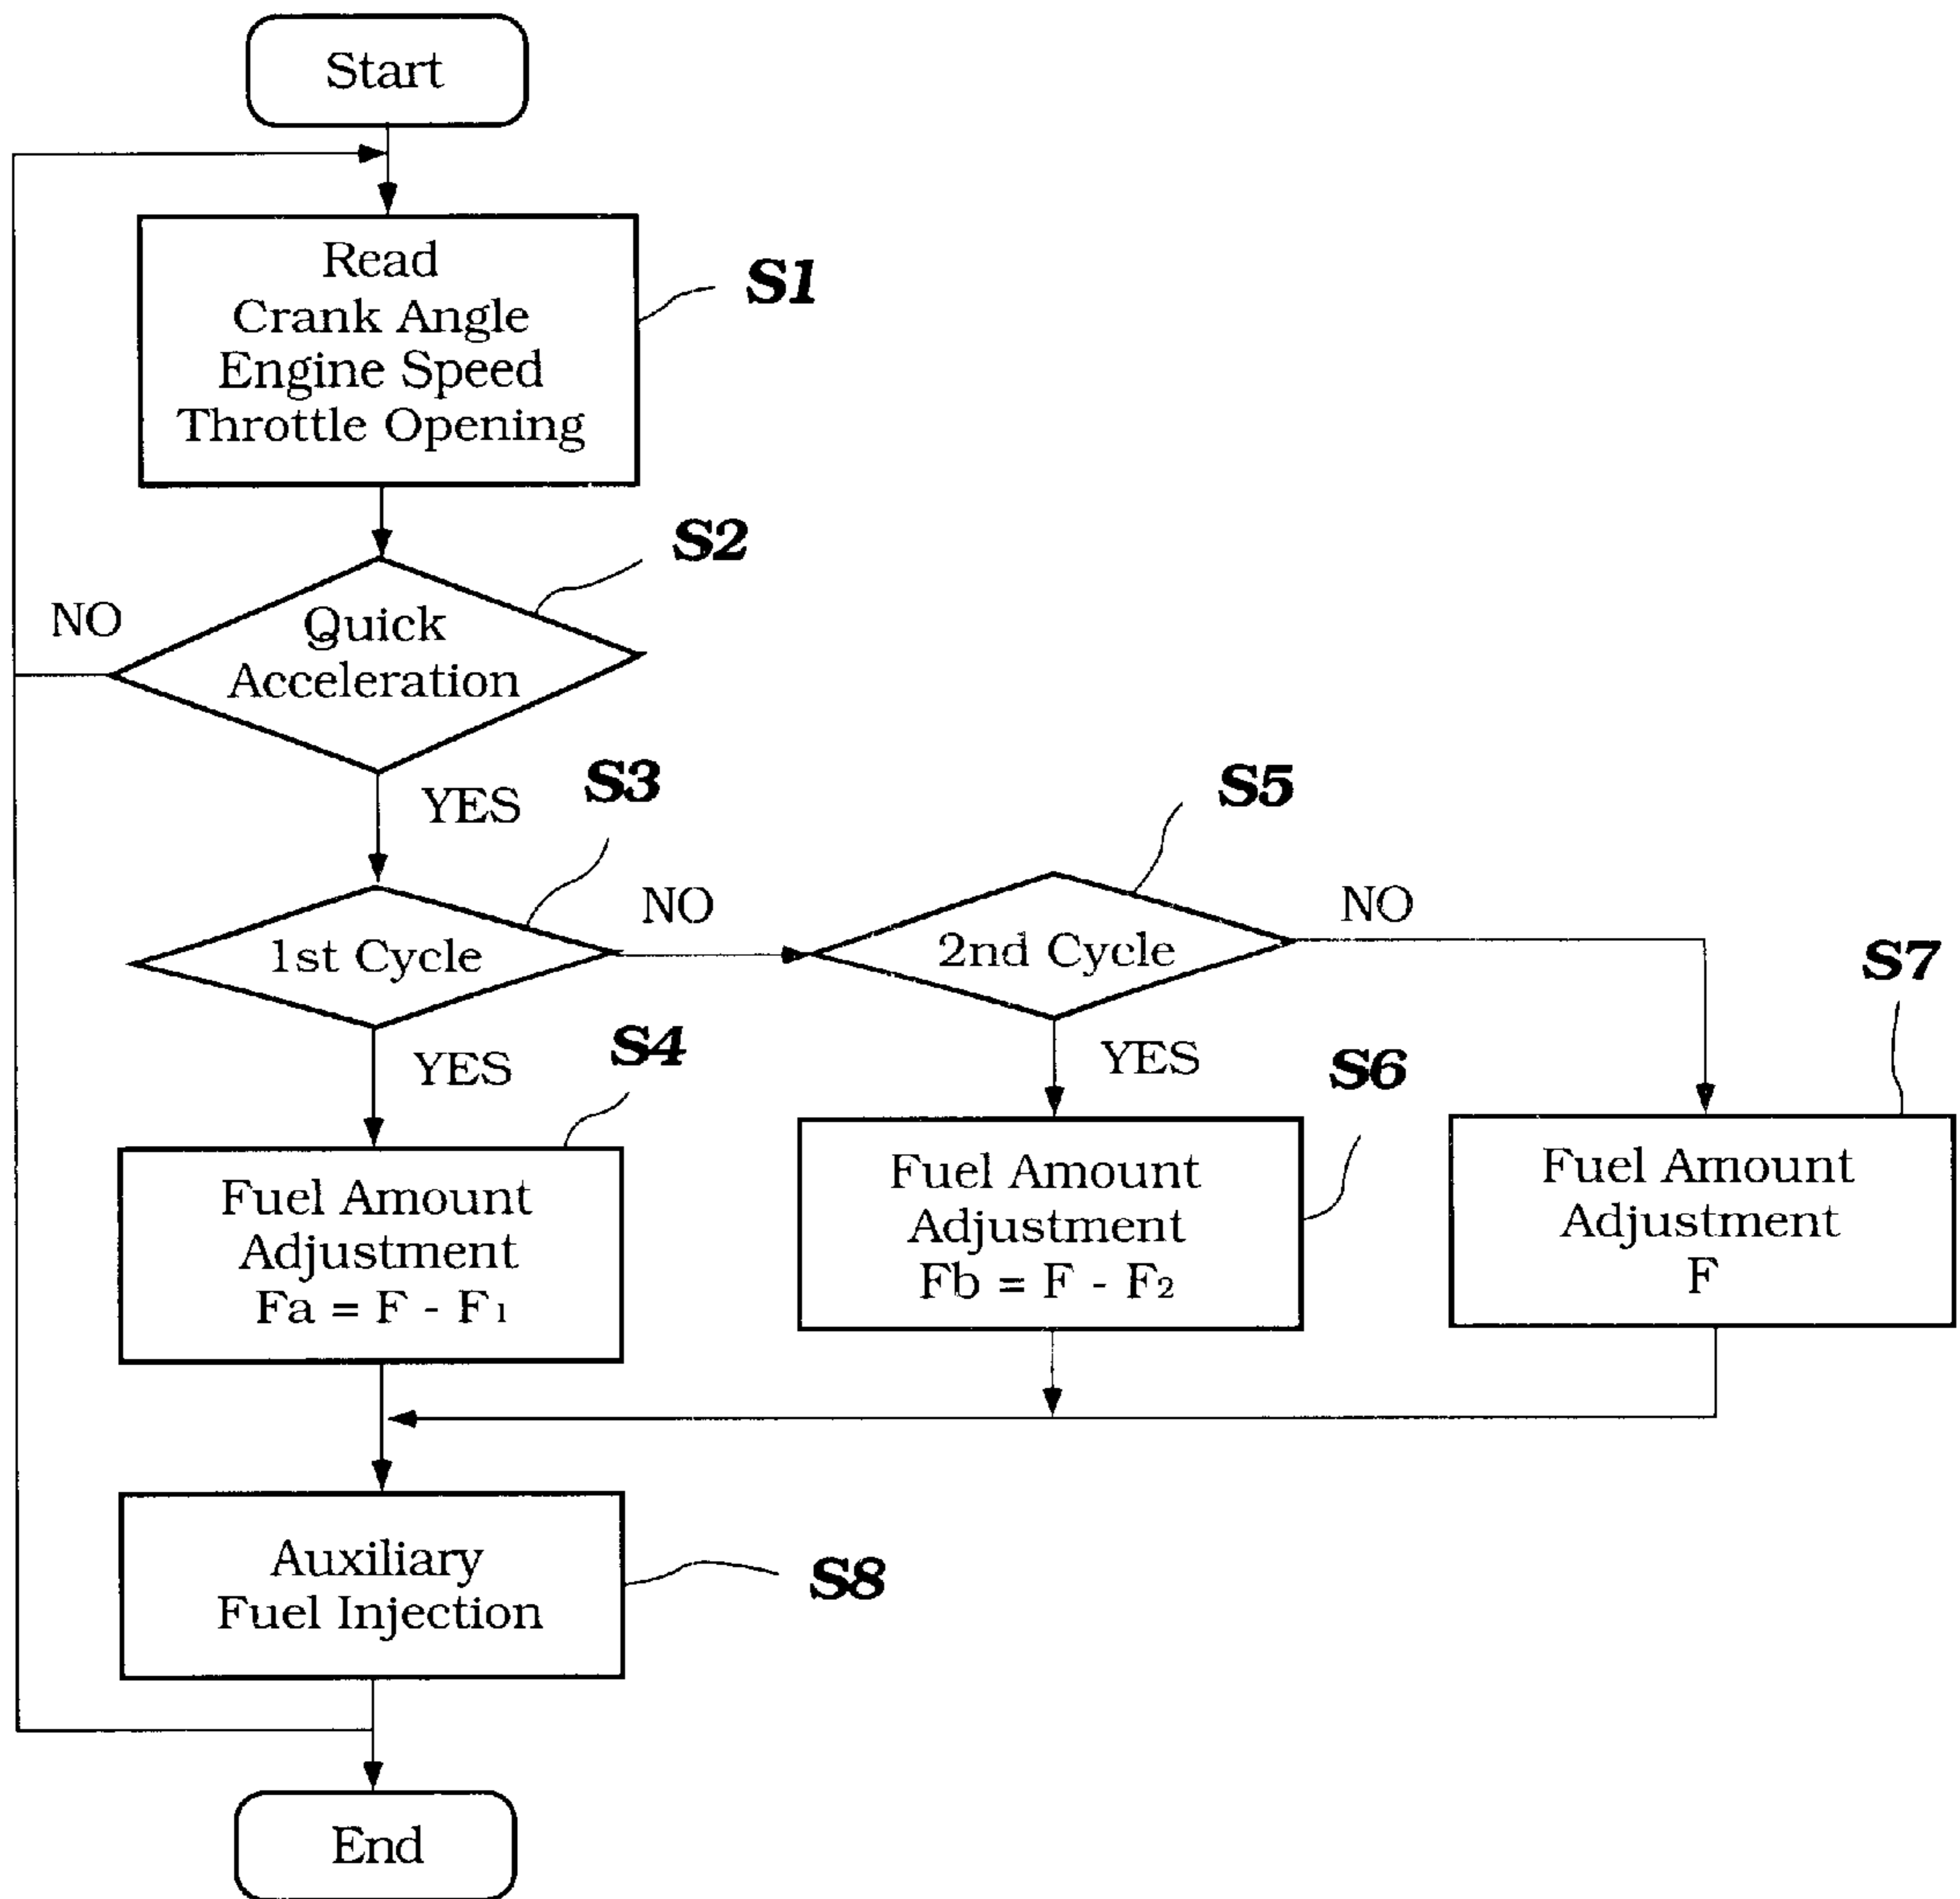 Start
Read
Crank Angle
Engine Speed
Throttle Opening
S1
S2
NO
Quick
Acceleration
YES
S3
S5
1st Cycle
NO
2nd Cycle
NO
S7
YES
S4
YES
S6
Fuel Amount
Adjustment
Fa = F - F1
Fuel Amount
Adjustment
Fb = F - F2
Fuel Amount
Adjustment
F
Auxiliary
Fuel Injection
S8
End